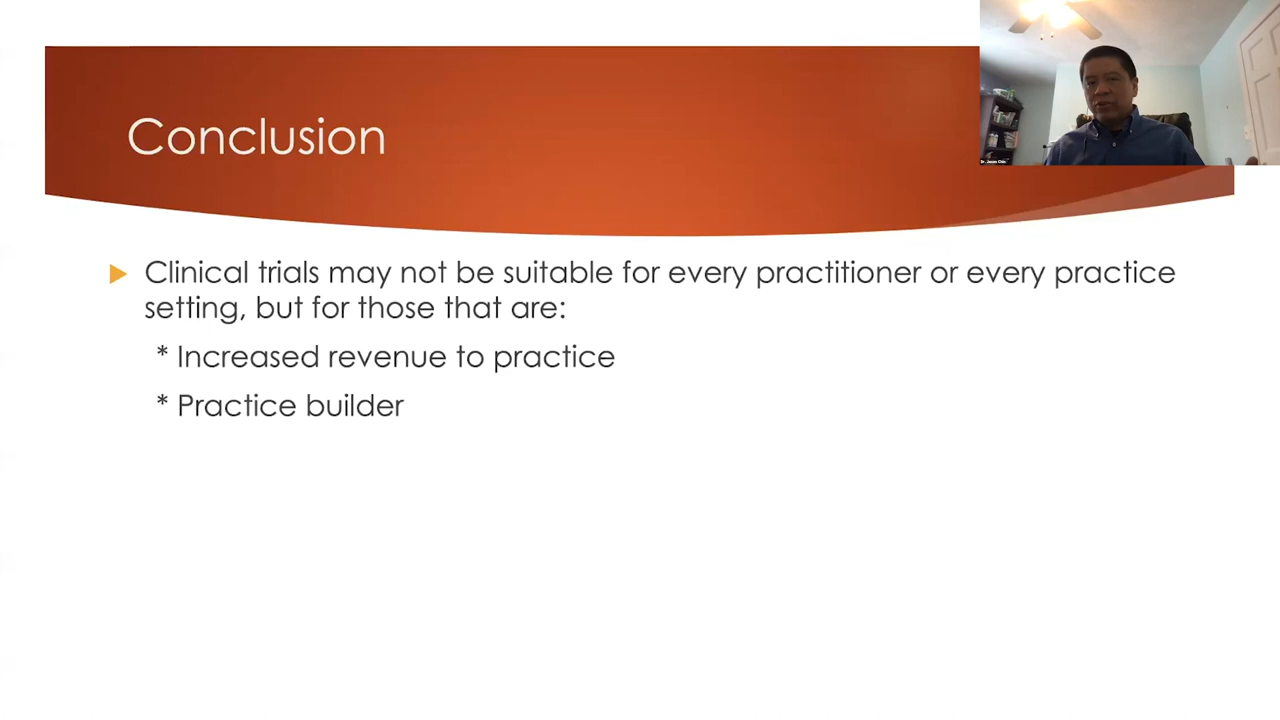 Conclusion
Clinical trials may not be suitable for every practitioner or every practice
setting, but for those that are:
* Increased revenue to practice
* Practice builder